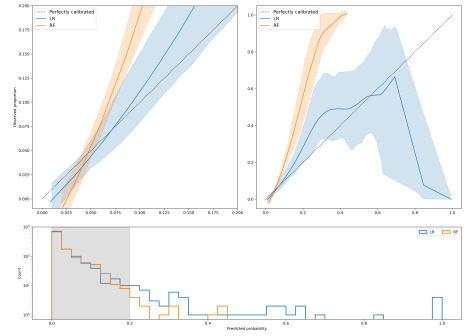 Perfectly calibrated
LR
RF
0.200
0.175
0.150
0.125
0.100
0.075
0.050
0.025
0.000
Observed proportion
0.000 0.025 0.050 0.075 0.100 0.125 0.150 0.175 0.200
Perfectly calibrated
LR
RF
1.0
0.8
0.6
0.4
0.2
0.0
0.0 0.2 0.4 0.6 0.8 1.0
LR RF
Count
0.0 0.2 0.4 0.6 0.8 1.0
Predicted probability